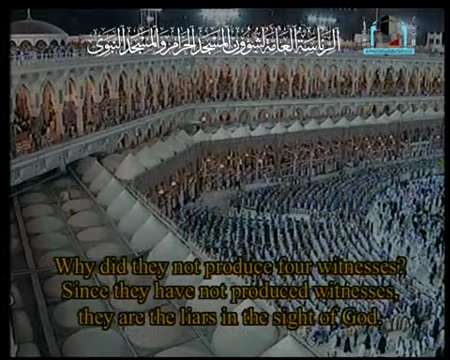 الرئاسة العامة لشؤون المسجد الحرام والمسجد النبوي
Why did they not produce four witnesses?
Since they have not produced witnesses,
they are the liars in the sight of God.